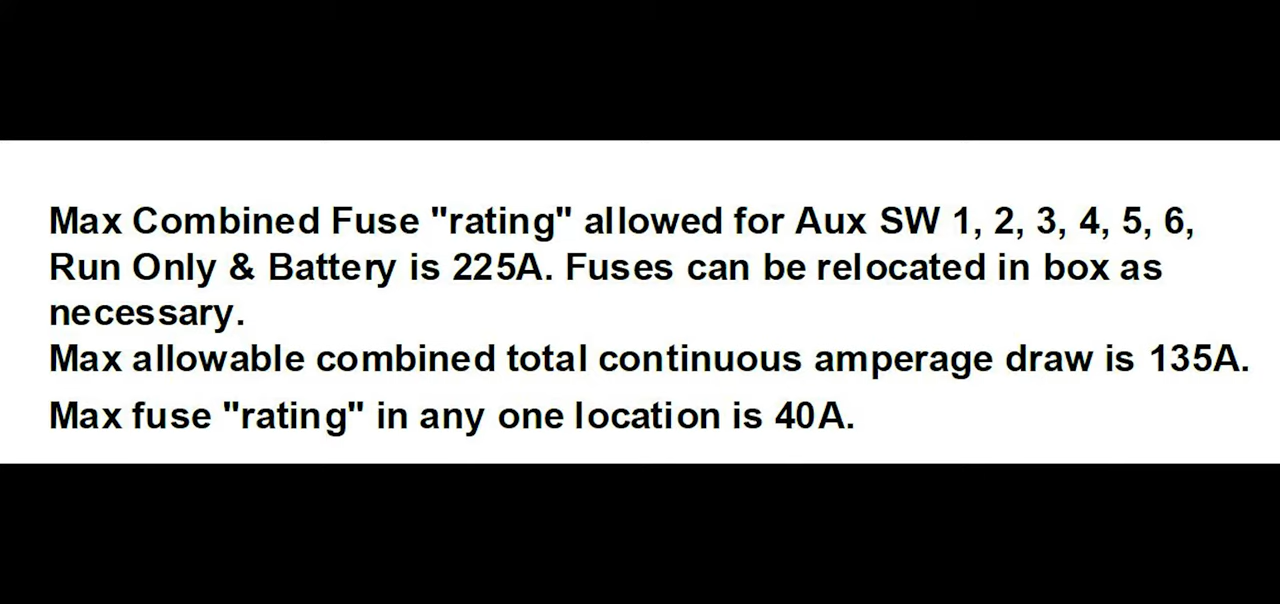 Max Combined Fuse "rating" allowed for Aux SW 1, 2, 3, 4, 5, 6,
Run Only & Battery is 225A. Fuses can be relocated in box as
necessary.
Max allowable combined total continuous amperage draw is 135A.
Max fuse "rating" in any one location is 40A.